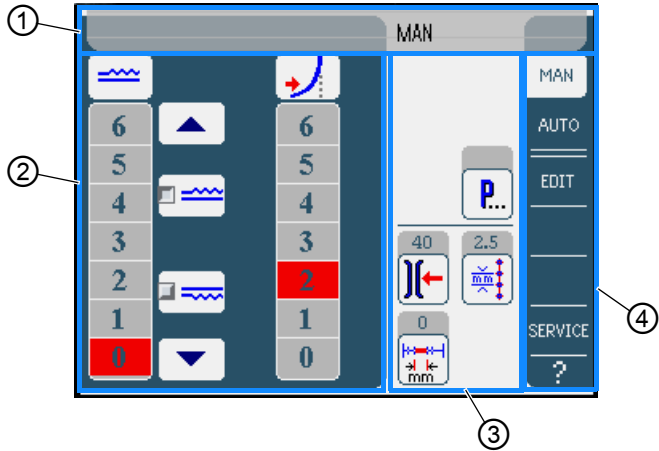 1
MAN
2
6 6
5 5
4 4
3 3
2 2
1 1
0 0
P...
40 2.5
mm
0
mm
MAN
AUTO
EDIT
SERVICE
?
3
4